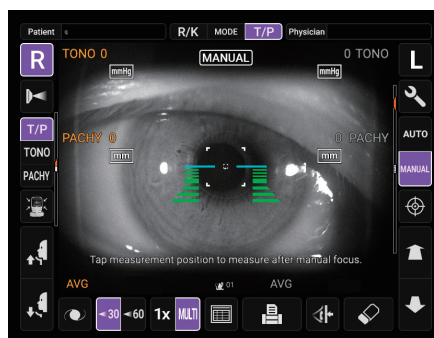 Patient
R/K MODE T/P Physician
R
TONO 0
MANUAL
0 TONO
L
mmHg
mmHg
T/P
TONO
PACHY
PACHY 0
0 PACHY
mm
mm
AUTO
MANUAL
Tap measurement position to measure after manual focus.
AVG
01
AVG
30
60
1x
MULTI